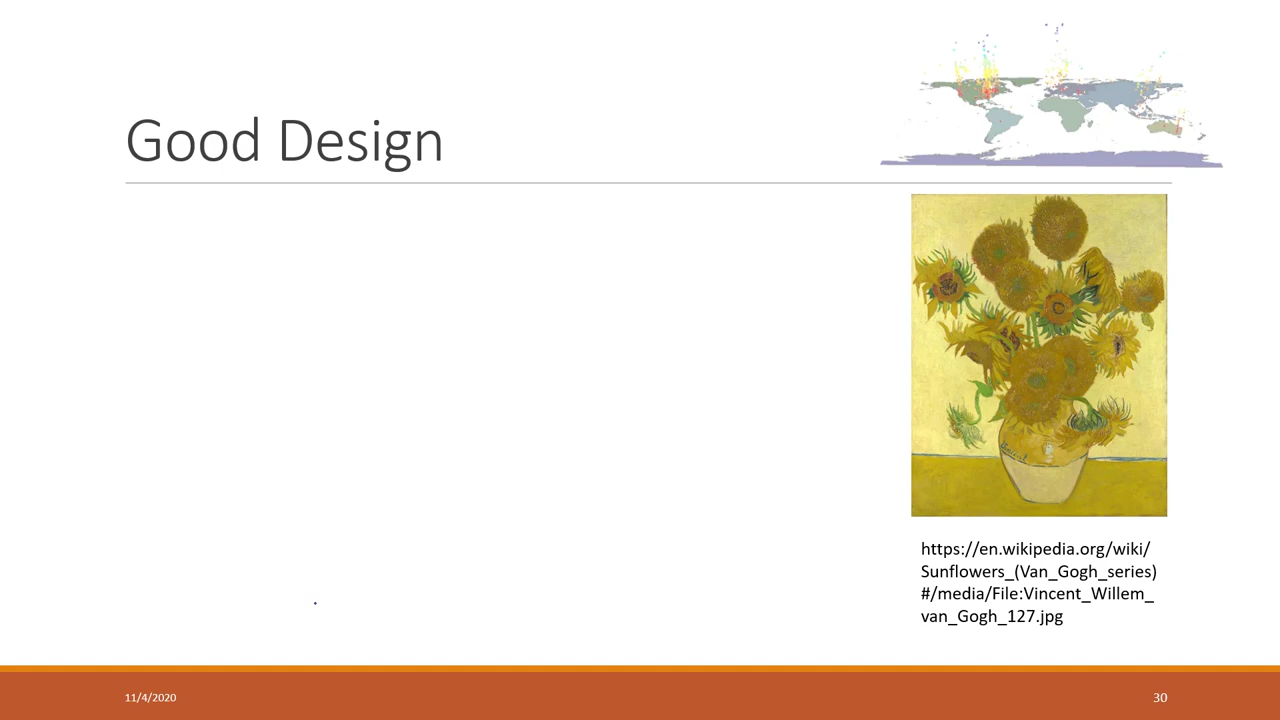 Good Design
https://en.wikipedia.org/wiki/
Sunflowers_(Van_Gogh_series)
#/media/File:Vincent_Willem_
van_Gogh_127.jpg
11/4/2020
30